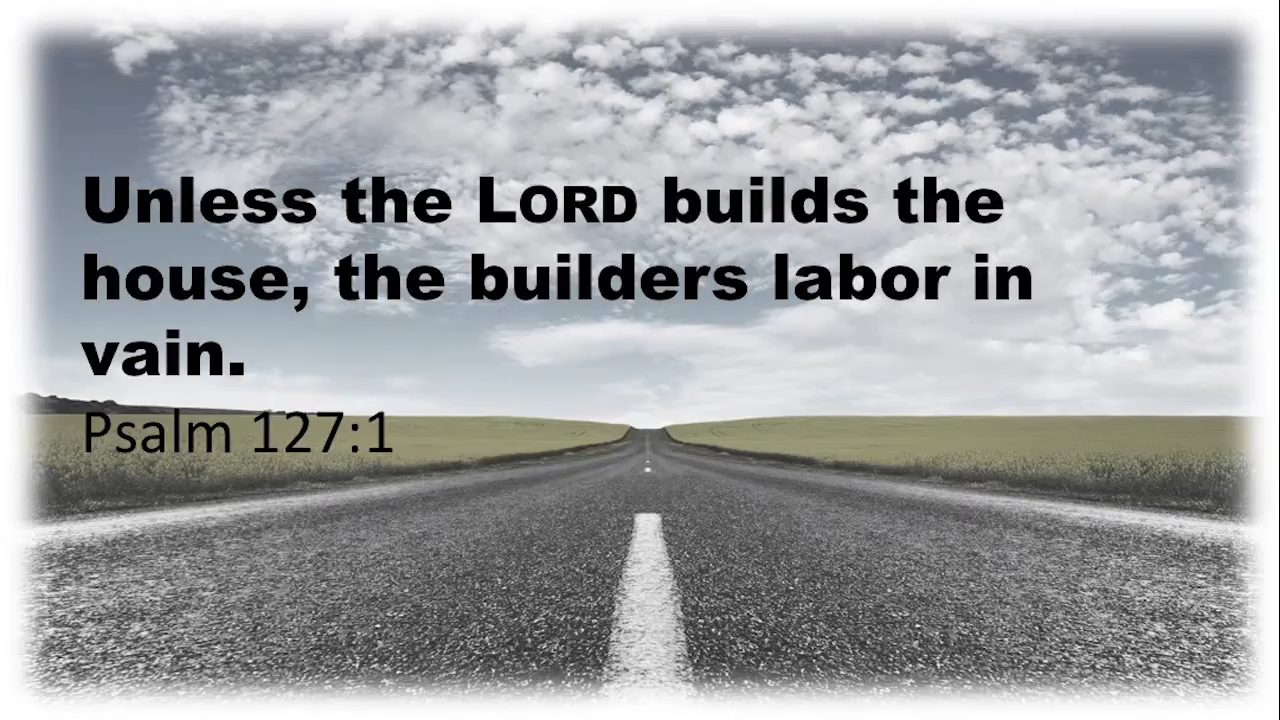 Unless the LORD builds the
house, the builders labor in
vain.
Psalm 127:1